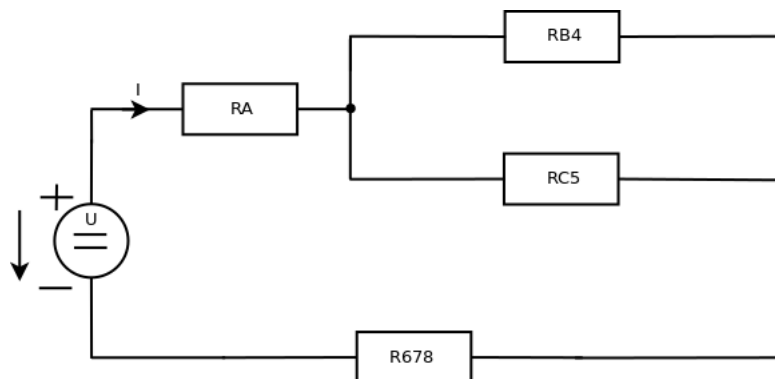 RB4
I
RA
RC5
+
U
=
—
R678